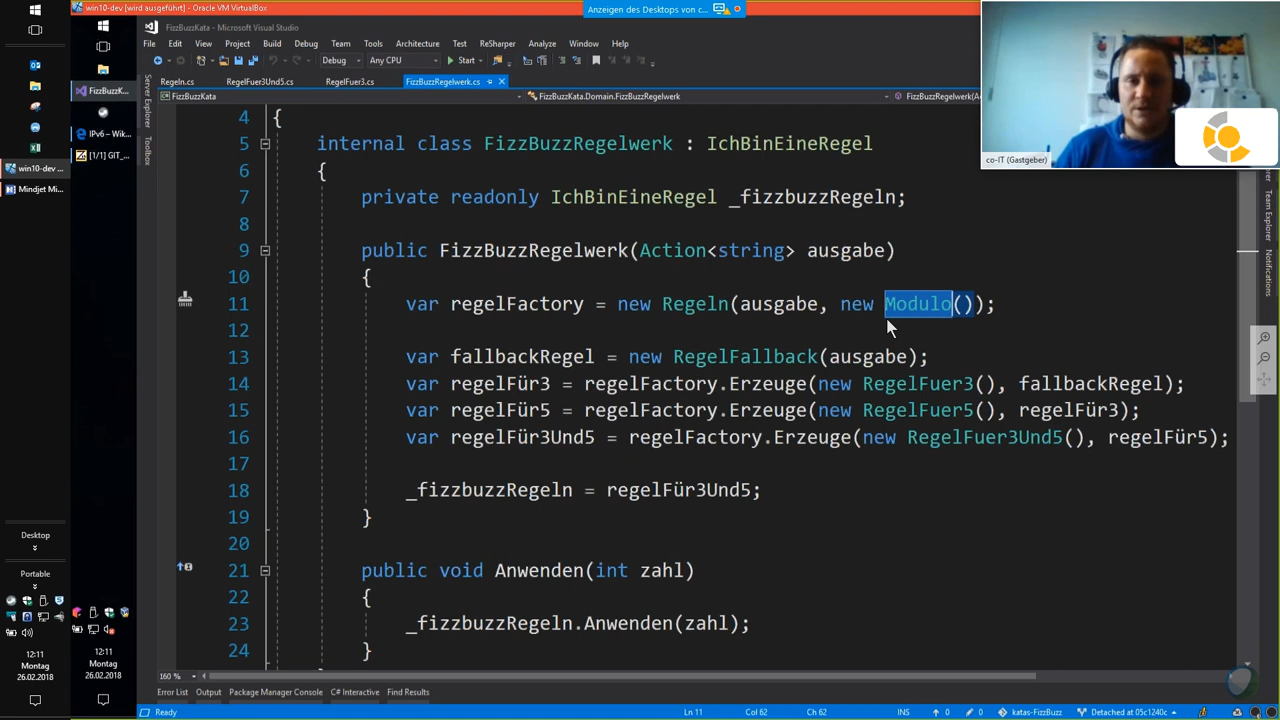 win10-dev [wird ausgeführt] - Oracle VM VirtualBox
Anzeigen des Desktops von c...
FizzBuzzKata - Microsoft Visual Studio
File Edit View Project Build Debug Team Tools Architecture Test ReSharper Analyze Window Help
Debug Any CPU Start
Regeln.cs RegelFuer3Und5.cs RegelFuer3.cs FizzBuzzRegelwerk.cs
FizzBuzzKata FizzBuzzKata.Domain.FizzBuzzRegelwerk FizzBuzzRegelwerk(Ac
co-IT (Gastgeber)
Server Explorer
Toolbox
Team Explorer
Notifications
FizzBuzzK...
IPv6 – Wik...
[1/1] GIT_...
win10-dev ...
Mindjet Mi...
4 {
5 internal class FizzBuzzRegelwerk : IchBinEineRegel
6 {
7 private readonly IchBinEineRegel _fizzbuzzRegeln;
8
9 public FizzBuzzRegelwerk(Action<string> ausgabe)
10 {
11 var regelFactory = new Regeln(ausgabe, new Modulo());
12
13 var fallbackRegel = new RegelFallback(ausgabe);
14 var regelFür3 = regelFactory.Erzeuge(new RegelFuer3(), fallbackRegel);
15 var regelFür5 = regelFactory.Erzeuge(new RegelFuer5(), regelFür3);
16 var regelFür3Und5 = regelFactory.Erzeuge(new RegelFuer3Und5(), regelFür5);
17
18 _fizzbuzzRegeln = regelFür3Und5;
19 }
20
21 public void Anwenden(int zahl)
22 {
23 _fizzbuzzRegeln.Anwenden(zahl);
24 }
160 %
Error List Output Package Manager Console C# Interactive Find Results
Ready Ln 11 Col 62 Ch 62 INS 0 0 katas-FizzBuzz Detached at 05c1240c
Desktop
Portable
12:11
Montag
26.02.2018
12:11
Montag
26.02.2018